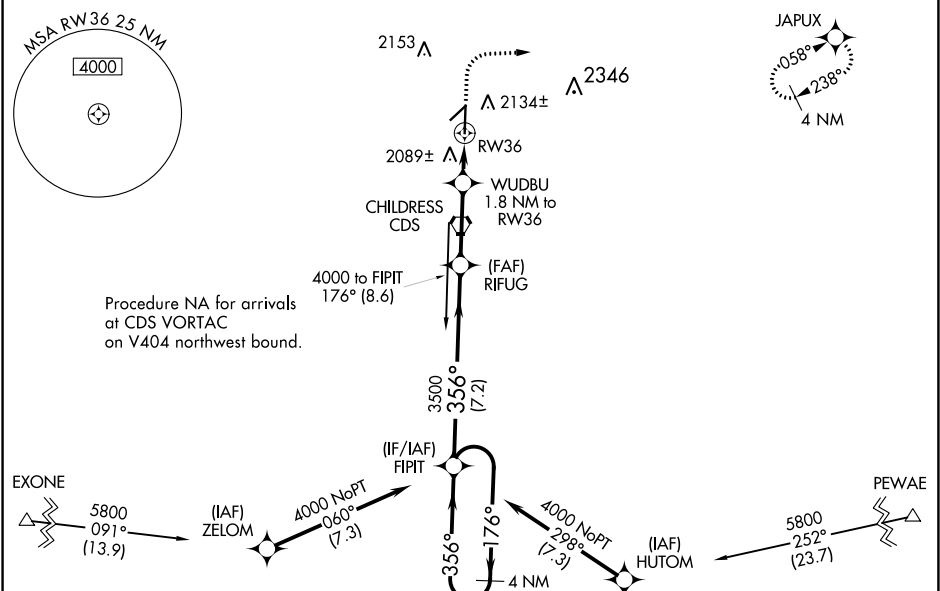 MSA RW36 25 NM
4000
2153
2346
2134±
RW36
2089±
JAPUX
058°
238°
4 NM
WUDBU
1.8 NM to
RW36
CHILDRESS
CDS
(FAF)
RIFUG
4000 to FIPIT
176° (8.6)
Procedure NA for arrivals
at CDS VORTAC
on V404 northwest bound.
3500
356°
(7.2)
(IF/IAF)
FIPIT
EXONE
5800
091°
(13.9)
(IAF)
ZELOM
4000 NoPT
060°
(7.3)
356°
176°
4 NM
4000 NoPT
298°
(7.3)
(IAF)
HUTOM
5800
252°
(23.7)
PEWAE